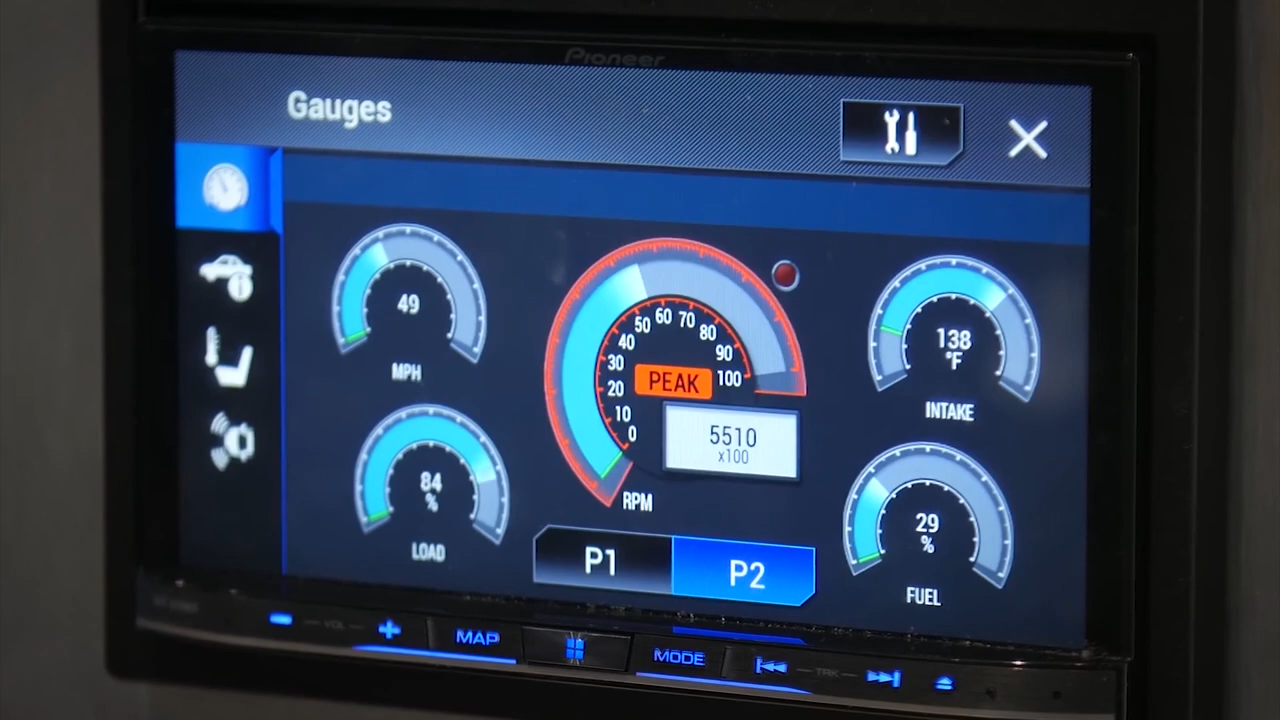 Pioneer
Gauges
49
MPH
84
%
LOAD
0
10
20
30
40
50
60
70
80
90
100
PEAK
5510
x100
RPM
138
°F
INTAKE
29
%
FUEL
P1
P2
VOL
MAP
MODE
TRK